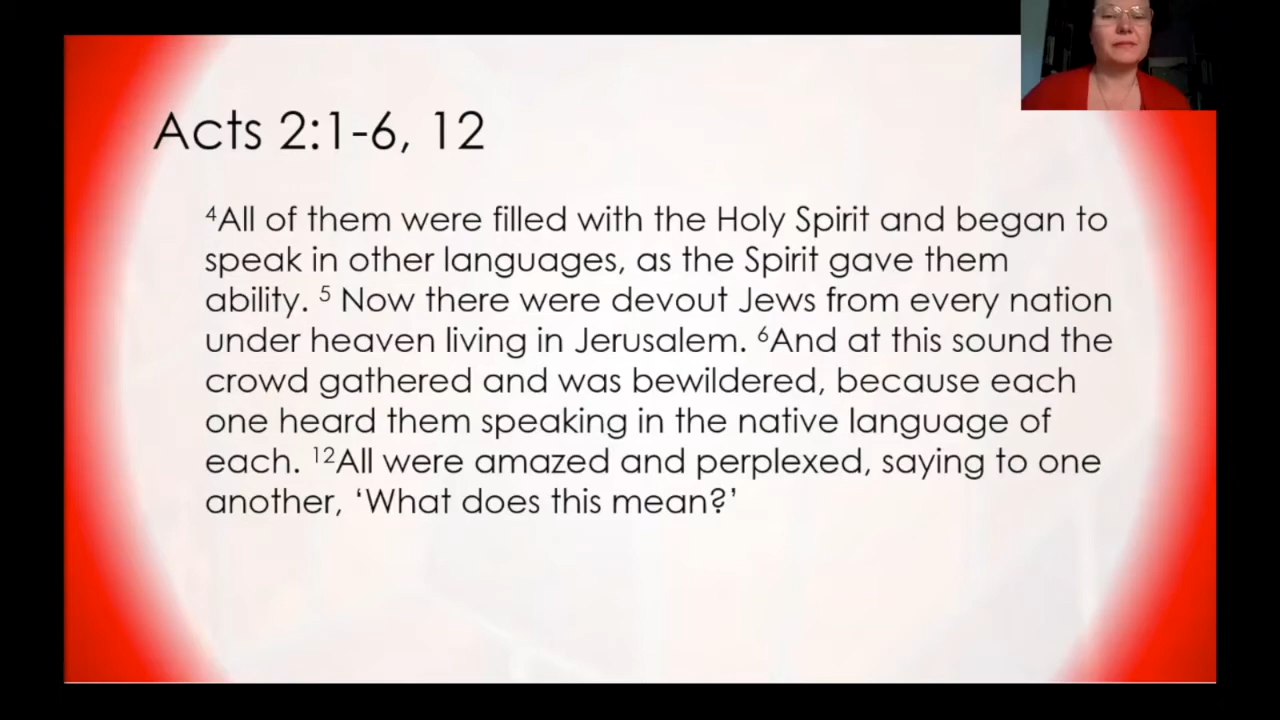 Acts 2:1-6, 12
⁴All of them were filled with the Holy Spirit and began to
speak in other languages, as the Spirit gave them
ability. ⁵ Now there were devout Jews from every nation
under heaven living in Jerusalem. ⁶And at this sound the
crowd gathered and was bewildered, because each
one heard them speaking in the native language of
each. ¹²All were amazed and perplexed, saying to one
another, ‘What does this mean?’